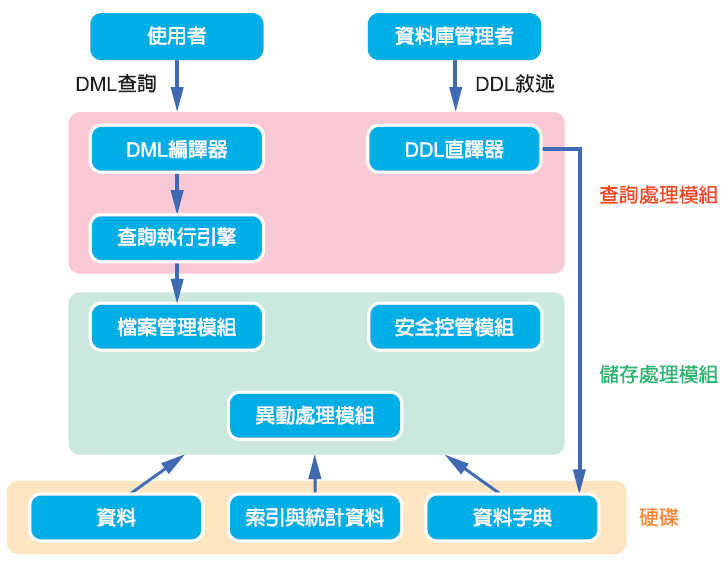 使用者
資料庫管理者
DML查詢
DDL敘述
DML編譯器
DDL直譯器
查詢處理模組
查詢執行引擎
檔案管理模組
安全控管模組
儲存處理模組
異動處理模組
資料
索引與統計資料
資料字典
硬碟